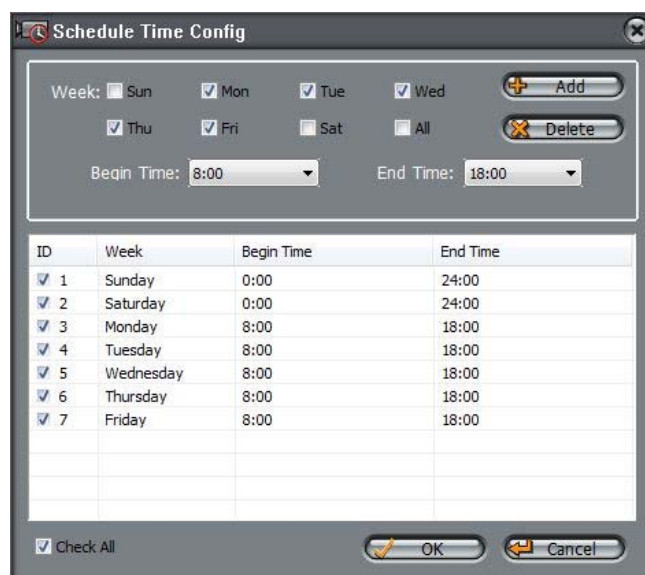 Schedule Time Config
Week: Sun Mon Tue Wed Add
Thu Fri Sat All Delete
Begin Time: 8:00 End Time: 18:00
ID Week Begin Time End Time
1 Sunday 0:00 24:00
2 Saturday 0:00 24:00
3 Monday 8:00 18:00
4 Tuesday 8:00 18:00
5 Wednesday 8:00 18:00
6 Thursday 8:00 18:00
7 Friday 8:00 18:00
Check All OK Cancel